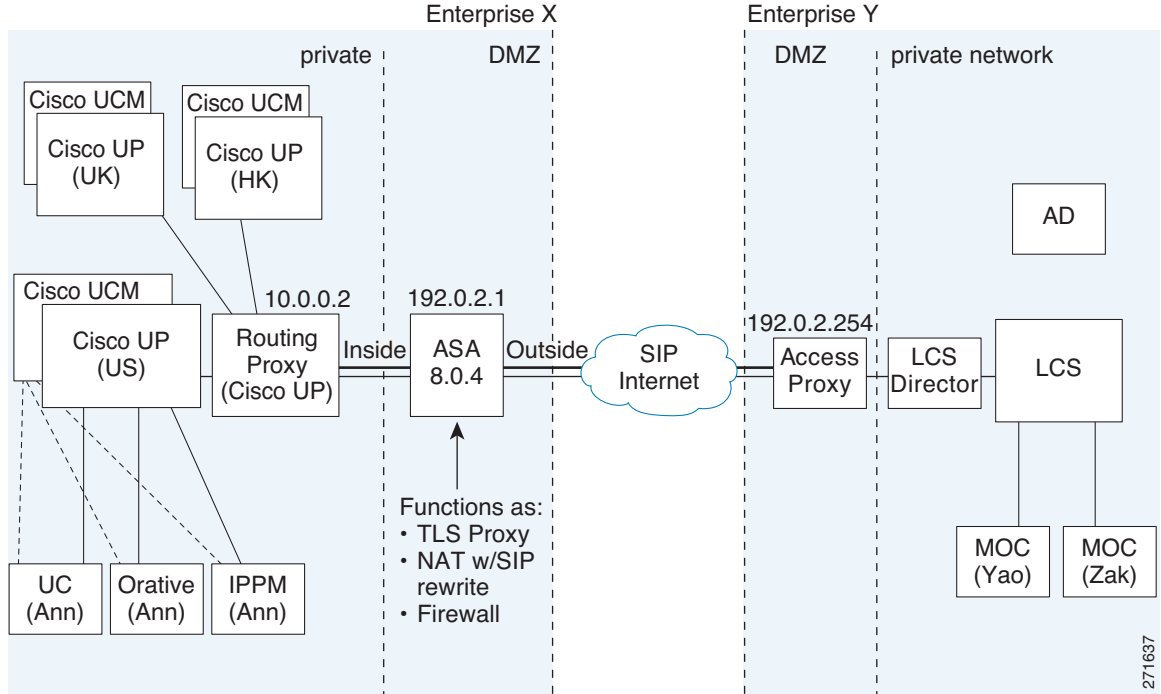 Enterprise X
Enterprise Y
private
DMZ
DMZ
private network
Cisco UCM
Cisco UP
(UK)
Cisco UCM
Cisco UP
(HK)
AD
Cisco UCM
Cisco UP
(US)
10.0.0.2
Routing
Proxy
(Cisco UP)
Inside
192.0.2.1
ASA
8.0.4
Outside
SIP
Internet
192.0.2.254
Access
Proxy
LCS
Director
LCS
Functions as:
• TLS Proxy
• NAT w/SIP
rewrite
• Firewall
UC
(Ann)
Orative
(Ann)
IPPM
(Ann)
MOC
(Yao)
MOC
(Zak)
271637